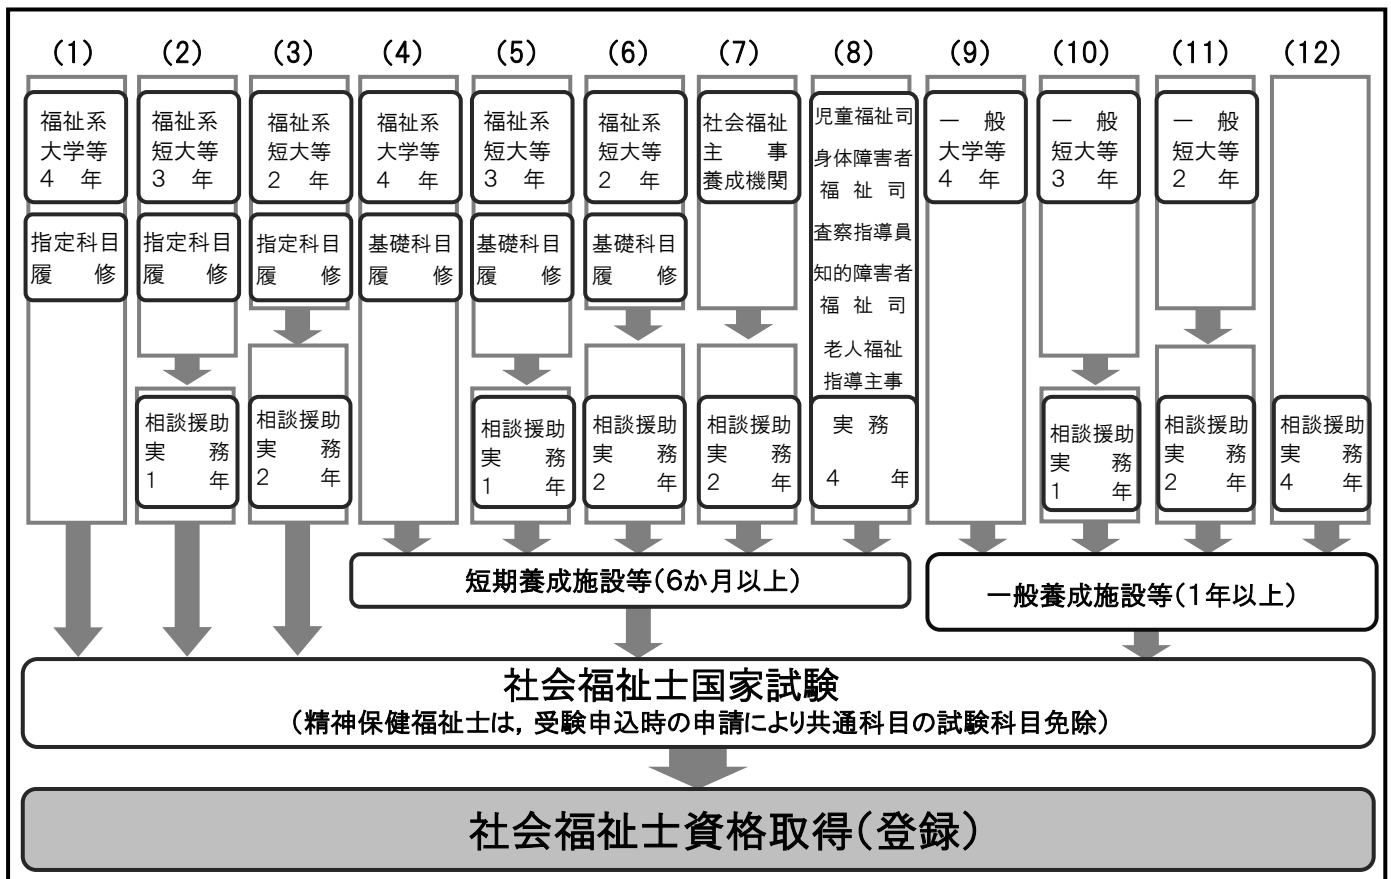 (1)
(2)
(3)
(4)
(5)
(6)
(7)
(8)
(9)
(10)
(11)
(12)
福祉系
大学等
4 年
指定科目
履 修
福祉系
短大等
3 年
指定科目
履 修
相談援助
実 務
1 年
福祉系
短大等
2 年
指定科目
履 修
相談援助
実 務
2 年
福祉系
大学等
4 年
基礎科目
履 修
福祉系
短大等
3 年
基礎科目
履 修
相談援助
実 務
1 年
福祉系
短大等
2 年
基礎科目
履 修
相談援助
実 務
2 年
社会福祉
主 事
養成機関
相談援助
実 務
2 年
児童福祉司
身体障害者
福 祉 司
査察指導員
知的障害者
福 祉 司
老人福祉
指導主事
実 務
4 年
一 般
大学等
4 年
一 般
短大等
3 年
相談援助
実 務
1 年
一 般
短大等
2 年
相談援助
実 務
2 年
相談援助
実 務
4 年
短期養成施設等(6か月以上)
一般養成施設等(1年以上)
社会福祉士国家試験
(精神保健福祉士は，受験申込時の申請により共通科目の試験科目免除)
社会福祉士資格取得(登録)